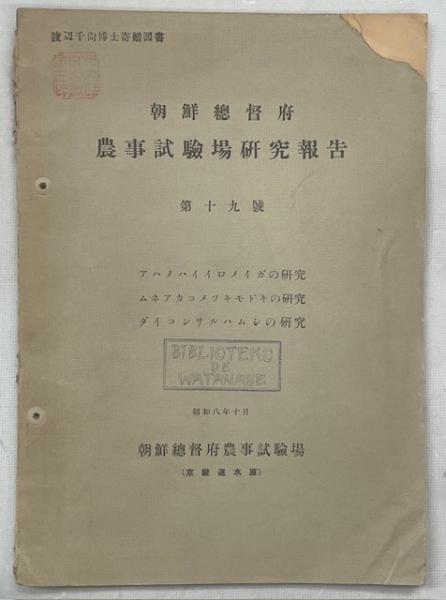 渡辺千尚博士寄贈図書
朝鮮總督府
農事試驗場研究報告
第十九號
アハノハイイロメイガの研究
ムネアカコメツキモドキの研究
ダイコンサルハムシの研究
BIBLIOTEKO
DE
WATANABE
昭和八年十月
朝鮮總督府農事試驗場
(京畿道水原)